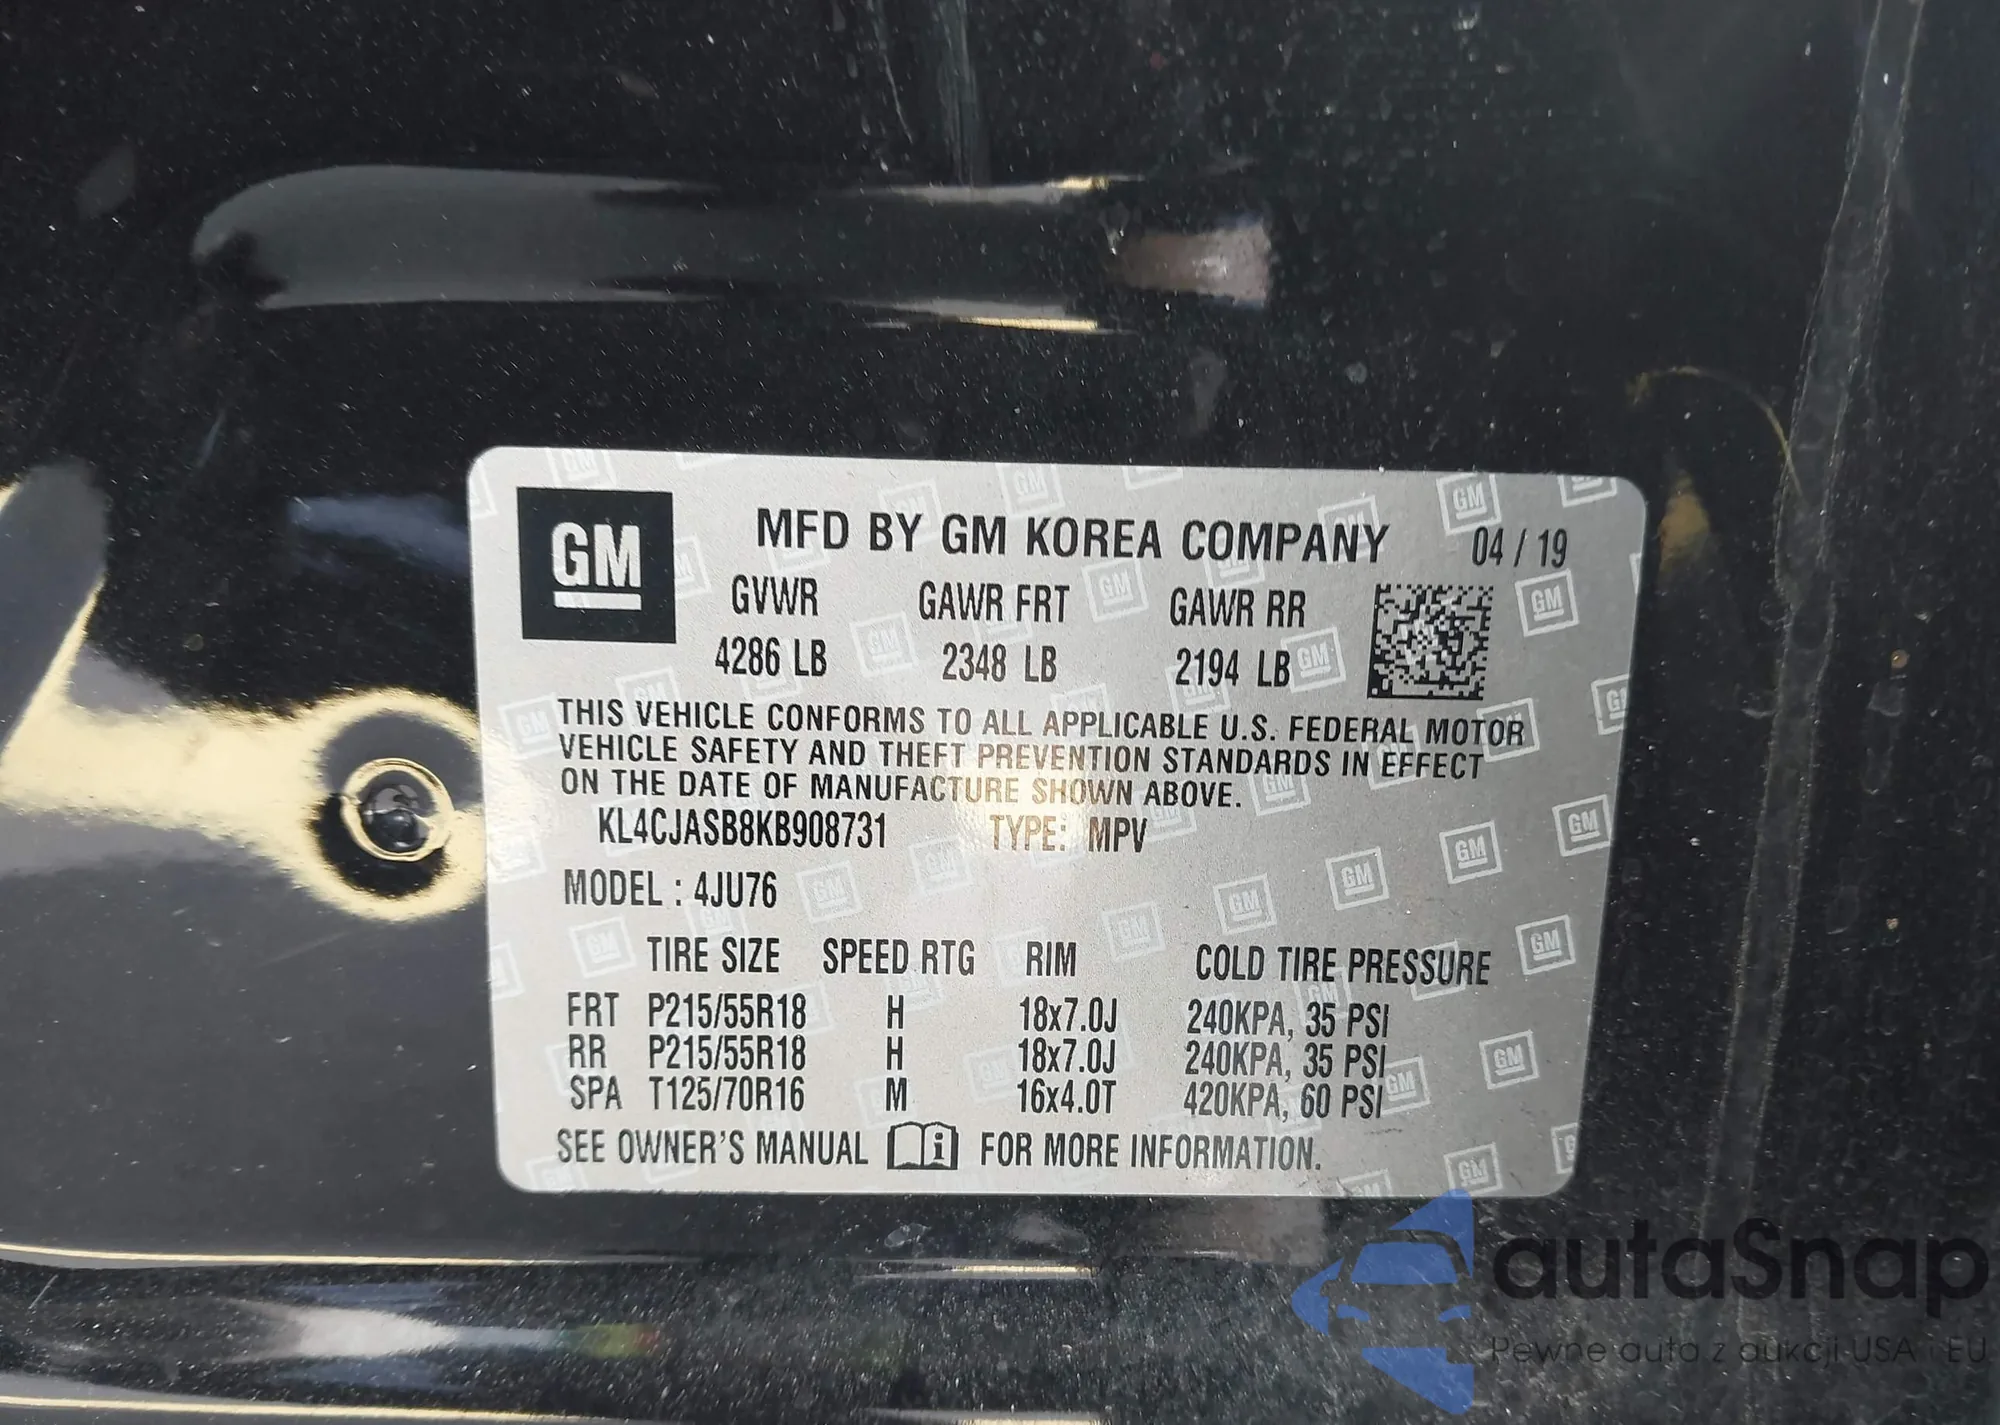 GM
MFD BY GM KOREA COMPANY 04 / 19
GVWR GAWR FRT GAWR RR
4286 LB 2348 LB 2194 LB
THIS VEHICLE CONFORMS TO ALL APPLICABLE U.S. FEDERAL MOTOR
VEHICLE SAFETY AND THEFT PREVENTION STANDARDS IN EFFECT
ON THE DATE OF MANUFACTURE SHOWN ABOVE.
KL4CJASB8KB908731 TYPE: MPV
MODEL : 4JU76
TIRE SIZE SPEED RTG RIM COLD TIRE PRESSURE
FRT P215/55R18 H 18x7.0J 240KPA, 35 PSI
RR P215/55R18 H 18x7.0J 240KPA, 35 PSI
SPA T125/70R16 M 16x4.0T 420KPA, 60 PSI
SEE OWNER'S MANUAL i FOR MORE INFORMATION.
autaSnap
Pewne auta z aukcji USA i EU